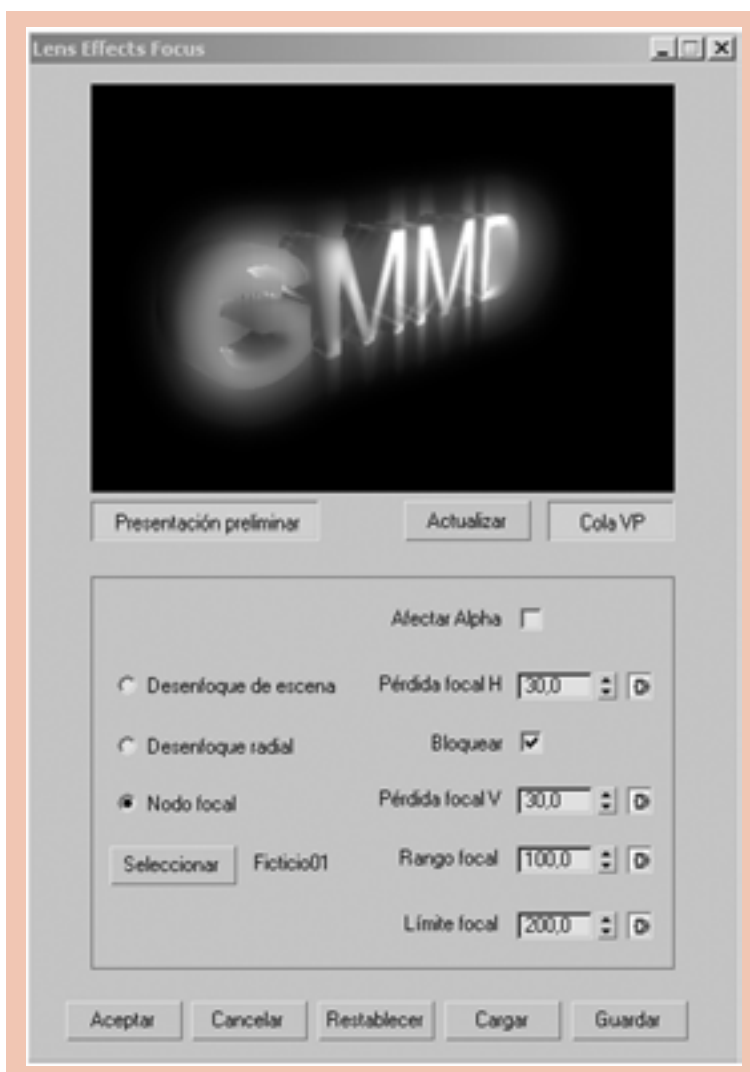 Lens Effects Focus
GMMD
Presentación preliminar Actualizar Cola VP
Afectar Alpha
Desenfoque de escena Pérdida focal H 30,0
Desenfoque radial Bloquear
Nodo focal Pérdida focal V 30,0
Seleccionar Ficticio01 Rango focal 100,0
Límite focal 200,0
Aceptar Cancelar Restablecer Cargar Guardar